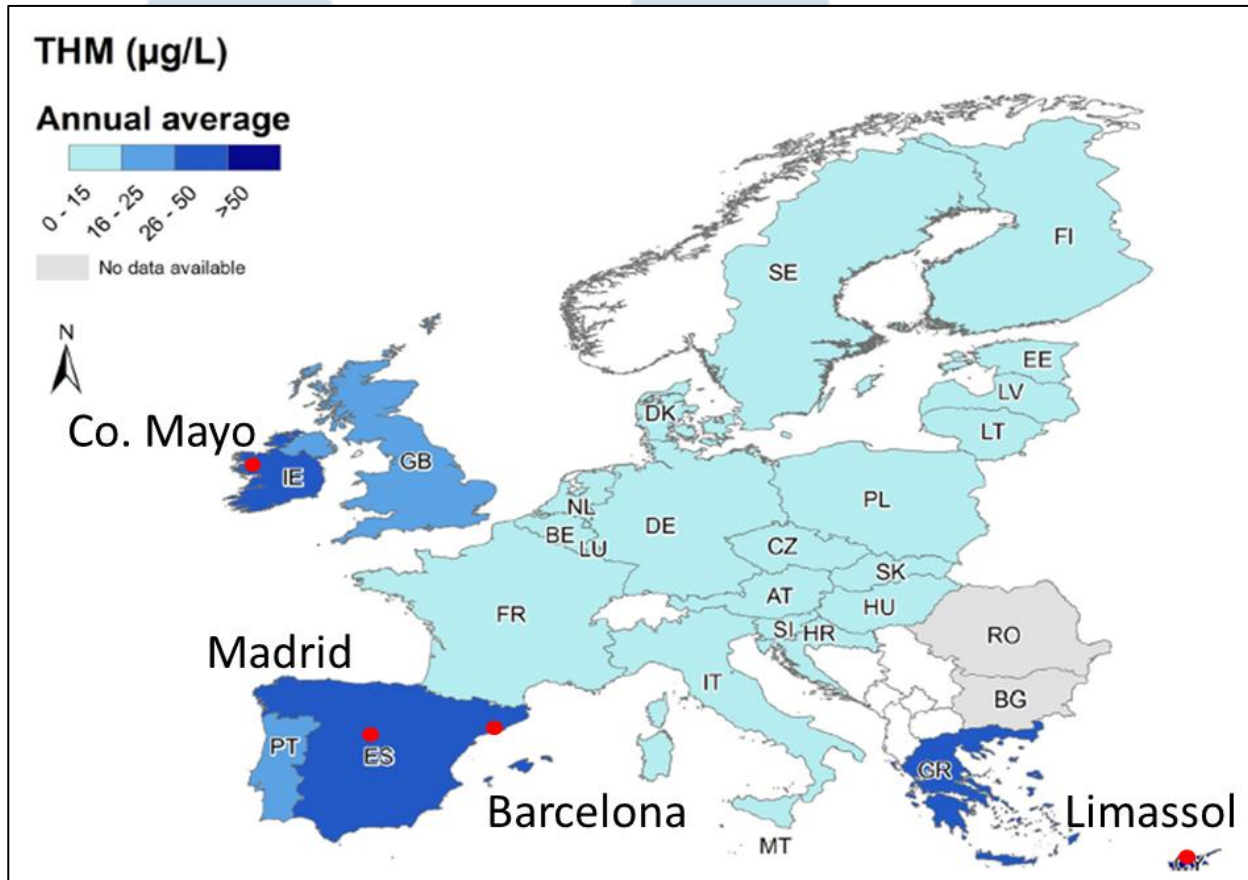 THM (µg/L)
Annual average
0 - 15
16 - 25
26 - 50
>50
No data available
N
FI
SE
EE
LV
DK
LT
Co. Mayo
GB
IE
NL
PL
BE
DE
LU
CZ
SK
AT
HU
FR
SI
HR
RO
Madrid
IT
BG
PT
ES
GR
Barcelona
Limassol
MT